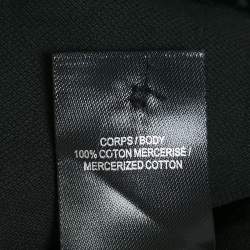 CORPS / BODY
100% COTON MERCERISÉ /
MERCERIZED COTTON